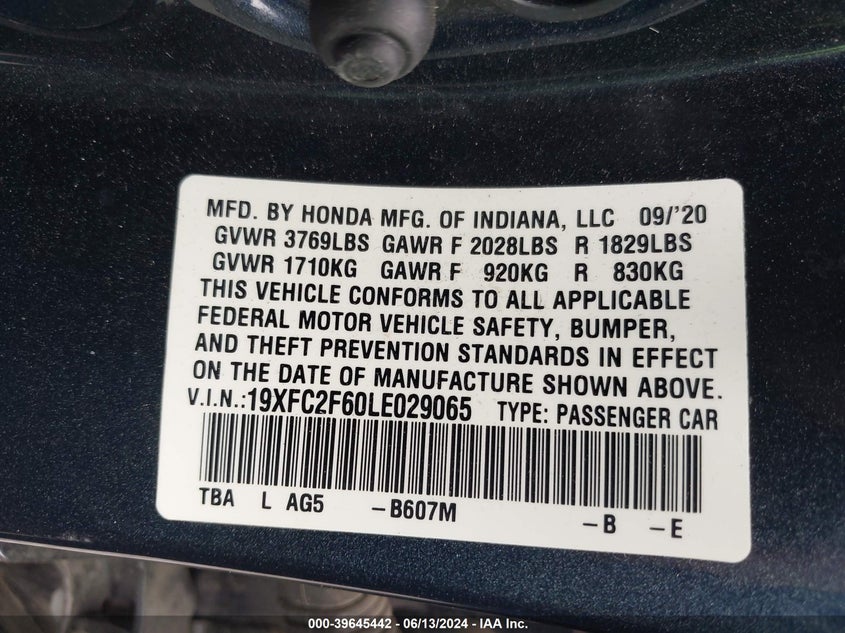 MFD. BY HONDA MFG. OF INDIANA, LLC 09/'20
GVWR 3769LBS GAWR F 2028LBS R 1829LBS
GVWR 1710KG GAWR F 920KG R 830KG
THIS VEHICLE CONFORMS TO ALL APPLICABLE
FEDERAL MOTOR VEHICLE SAFETY, BUMPER,
AND THEFT PREVENTION STANDARDS IN EFFECT
ON THE DATE OF MANUFACTURE SHOWN ABOVE.
V.I.N.:19XFC2F60LE029065 TYPE: PASSENGER CAR
TBA L AG5 -B607M -B -E
000-39645442 - 06/13/2024 - IAA Inc.